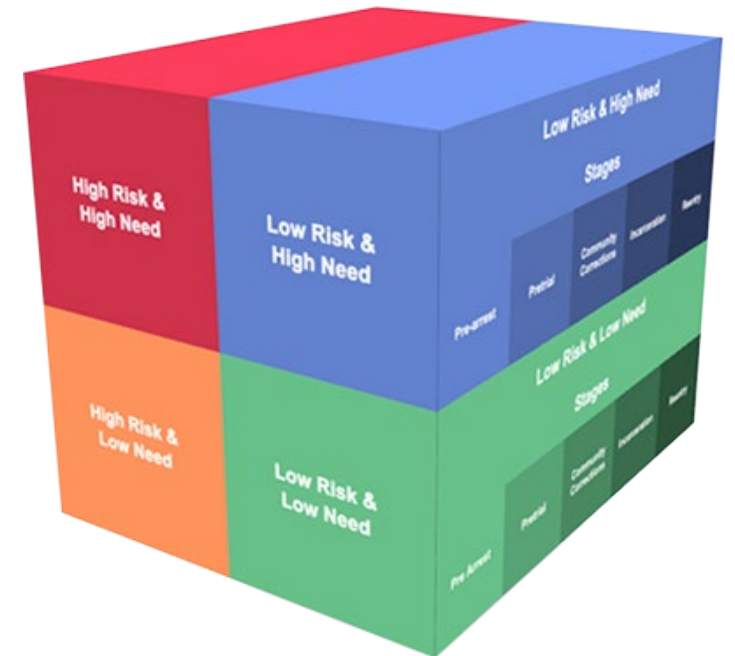 High Risk &
High Need
Low Risk &
High Need
High Risk &
Low Need
Low Risk &
Low Need
Low Risk & High Need
Stages
Pre-arrest
Pretrial
Community
Corrections
Incarceration
Reentry
Low Risk & Low Need
Stages
Pre Arrest
Pretrial
Community
Corrections
Incarceration
Reentry